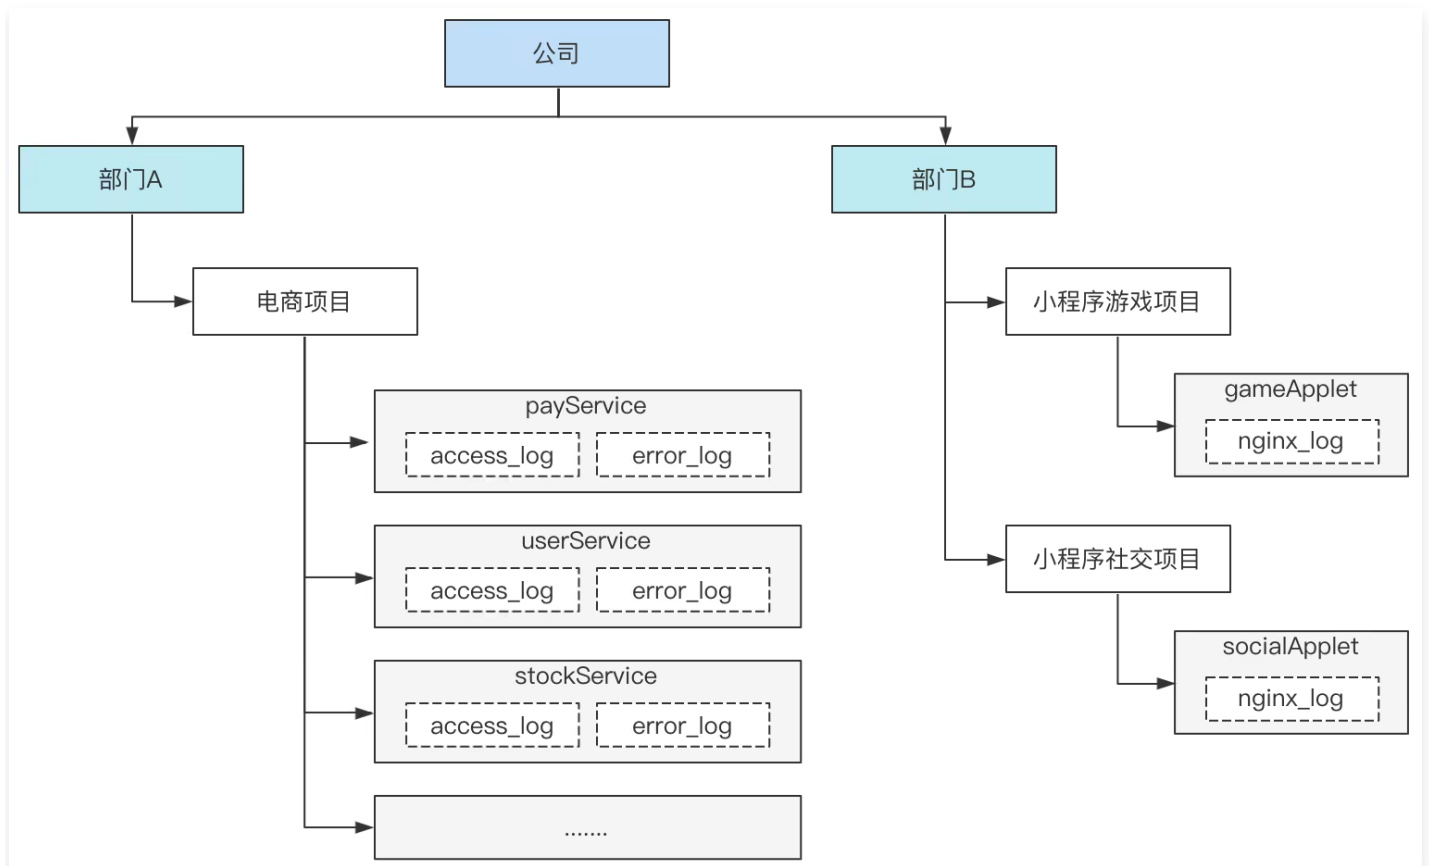 公司
部门A
部门B
电商项目
小程序游戏项目
payService
access_log
error_log
gameApplet
nginx_log
userService
access_log
error_log
小程序社交项目
stockService
access_log
error_log
socialApplet
nginx_log
.......